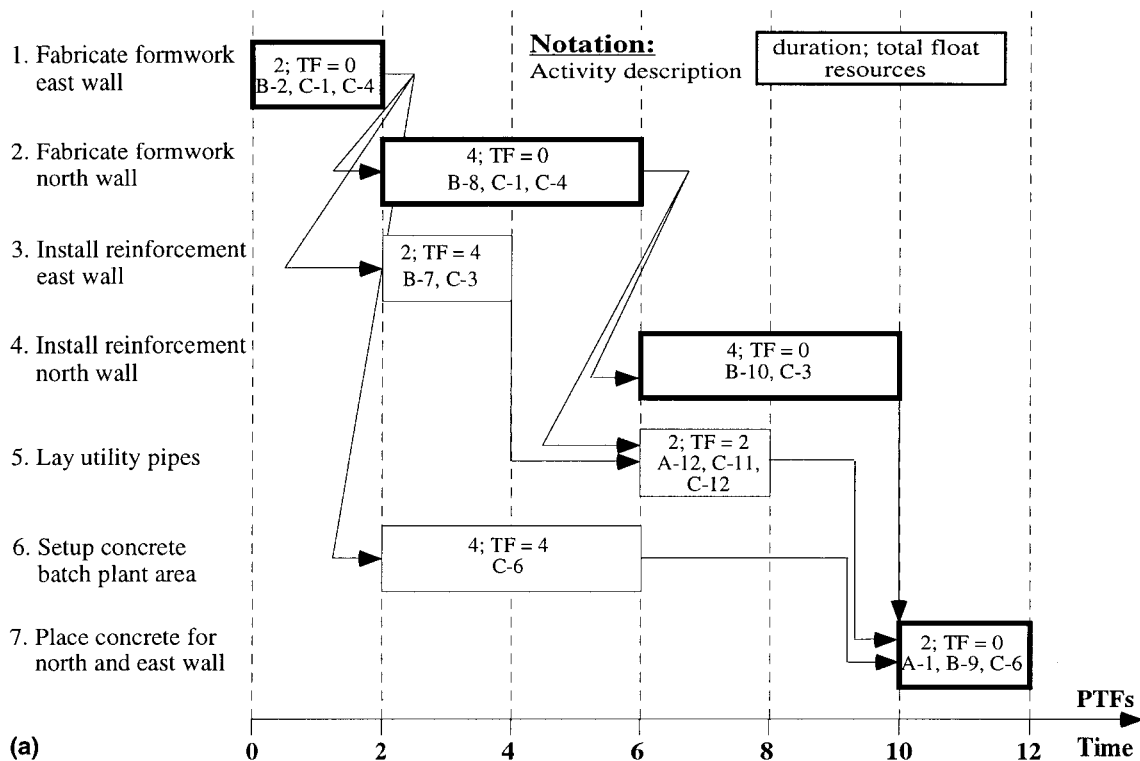 1. Fabricate formwork
east wall
2; TF = 0
B-2, C-1, C-4
Notation:
Activity description
duration; total float
resources
2. Fabricate formwork
north wall
4; TF = 0
B-8, C-1, C-4
3. Install reinforcement
east wall
2; TF = 4
B-7, C-3
4. Install reinforcement
north wall
4; TF = 0
B-10, C-3
5. Lay utility pipes
2; TF = 2
A-12, C-11,
C-12
6. Setup concrete
batch plant area
4; TF = 4
C-6
7. Place concrete for
north and east wall
2; TF = 0
A-1, B-9, C-6
PTFs
(a)
0 2 4 6 8 10 12 Time